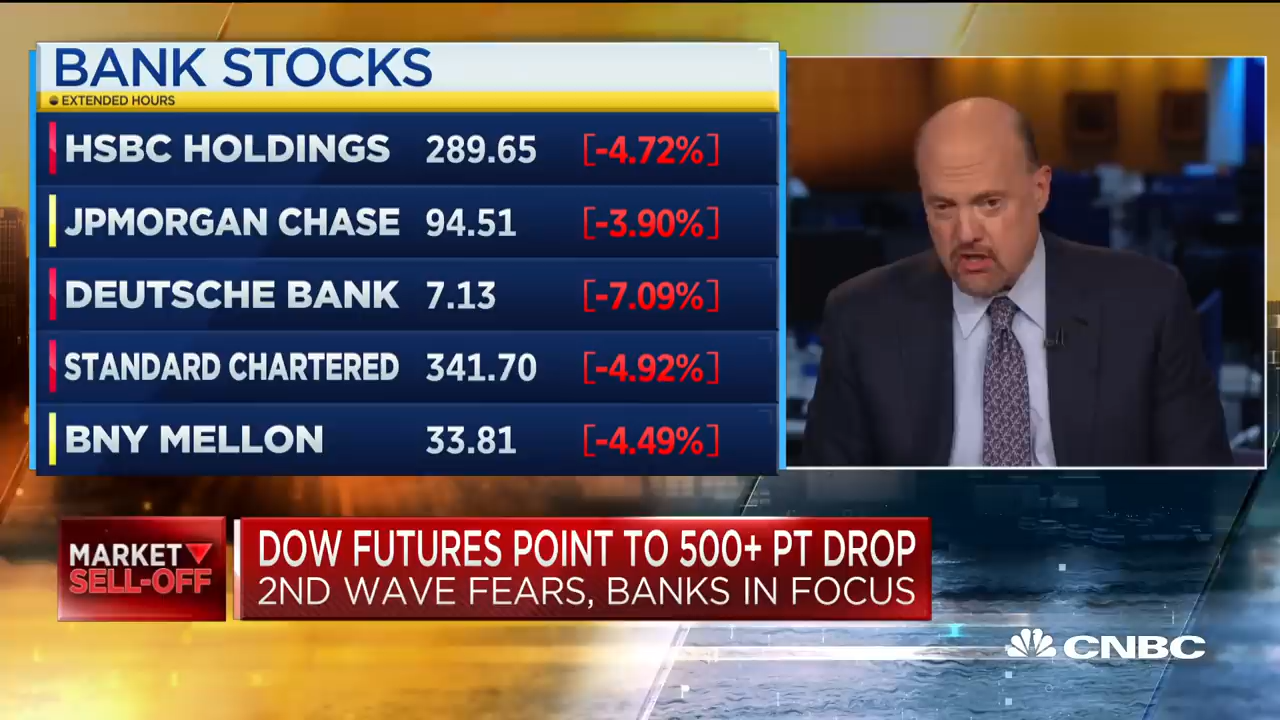 BANK STOCKS
EXTENDED HOURS
HSBC HOLDINGS 289.65 [-4.72%]
JPMORGAN CHASE 94.51 [-3.90%]
DEUTSCHE BANK 7.13 [-7.09%]
STANDARD CHARTERED 341.70 [-4.92%]
BNY MELLON 33.81 [-4.49%]
MARKET
SELL-OFF
DOW FUTURES POINT TO 500+ PT DROP
2ND WAVE FEARS, BANKS IN FOCUS
CNBC